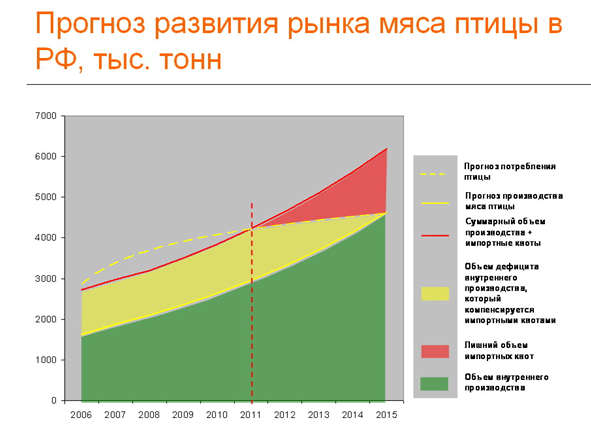 Прогноз развития рынка мяса птицы в
РФ, тыс. тонн
7000
6000
5000
4000
3000
2000
1000
0
2006 2007 2008 2009 2010 2011 2012 2013 2014 2015
Прогноз потребления
птицы
Прогноз производства
мяса птицы
Суммарный объем
производства +
импортные квоты
Объем дефицита
внутреннего
производства,
который
компенсируется
импортными квотами
Лишний объем
импортных квот
Объем внутреннего
производства